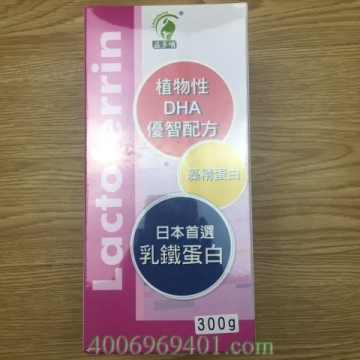 Lactoferrin
植物性
DHA
優智配方
藻精蛋白
日本首選
乳鐵蛋白
300g
4006969401.com